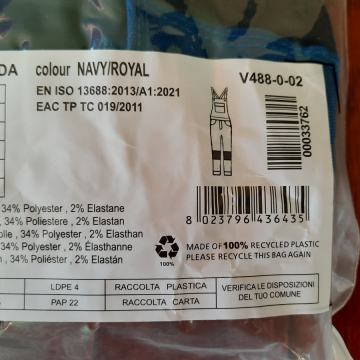 DA colour NAVY/ROYAL V488-0-02
EN ISO 13688:2013/A1:2021
EAC TP TC 019/2011
00033762
8 023796 436435
, 34% Polyester , 2% Elastane
, 34% Poliestere , 2% Elastan
olie , 34% Polyester , 2% Elasthan
n , 34% Polyester , 2% Élasthanne
n , 34% Poliéster , 2% Elastán
100%
MADE OF 100% RECYCLED PLASTIC
PLEASE RECYCLE THIS BAG AGAIN
LDPE 4 RACCOLTA PLASTICA VERIFICA LE DISPOSIZIONI
PAP 22 RACCOLTA CARTA DEL TUO COMUNE